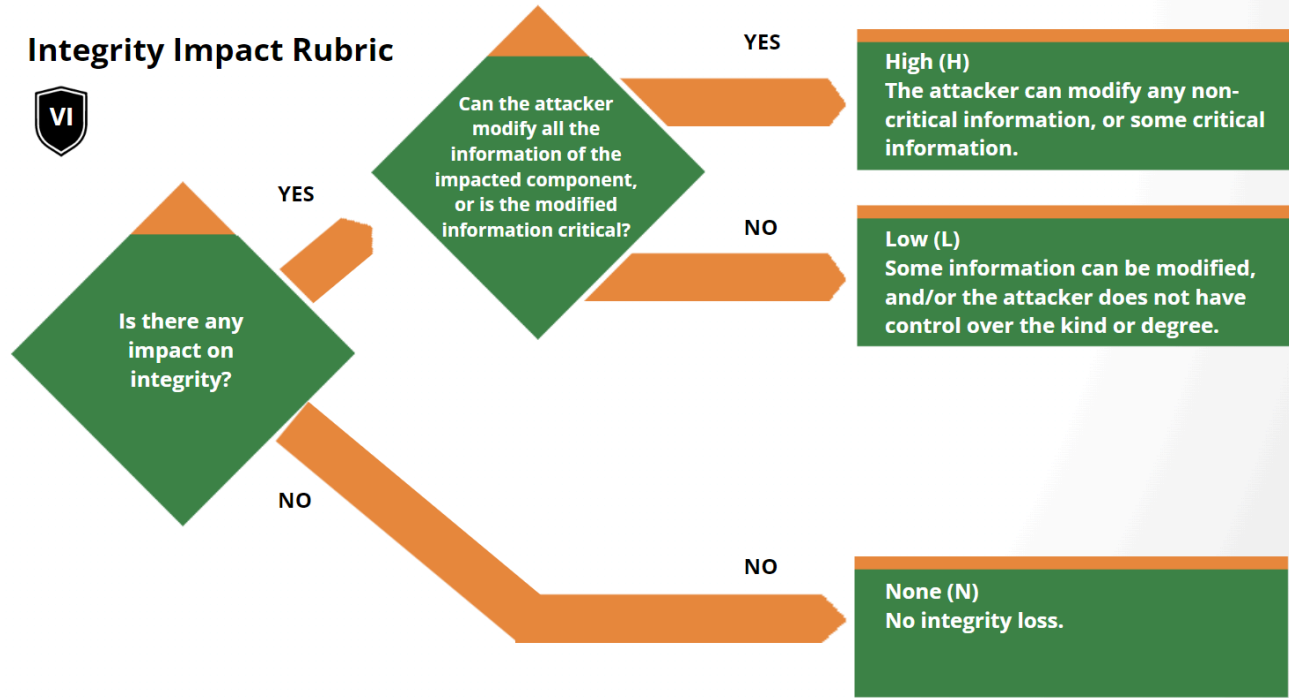 Integrity Impact Rubric
VI
YES
Can the attacker
modify all the
information of the
impacted component,
or is the modified
information critical?
YES
High (H)
The attacker can modify any non-
critical information, or some critical
information.
NO
Low (L)
Some information can be modified,
and/or the attacker does not have
control over the kind or degree.
Is there any
impact on
integrity?
NO
NO
None (N)
No integrity loss.